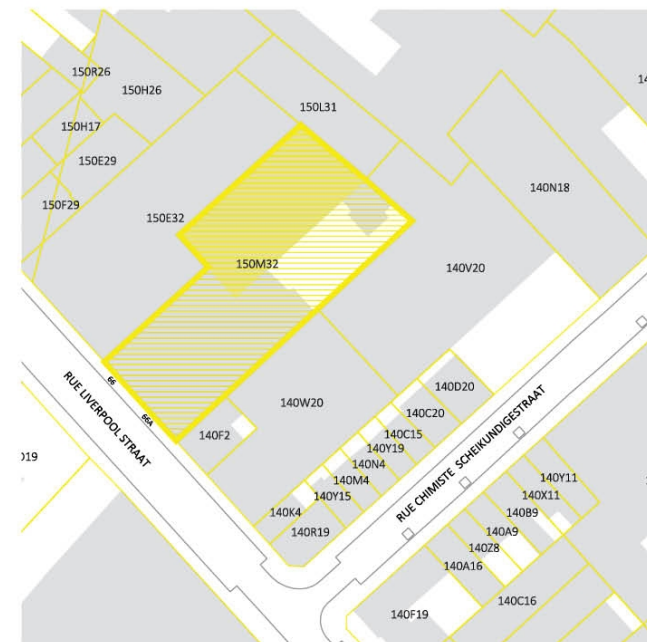 150R26
150H26
150L31
150H17
150E29
150F29
150E32
140N18
150M32
140V20
66
RUE LIVERPOOL STRAAT
66A
140F2
140W20
140D20
140C20
140C15
140Y19
140N4
140M4
140Y15
140K4
140R19
RUE CHIMISTE SCHEIKUNDIGESTRAAT
140Y11
140X11
140B9
140A9
140Z8
140A16
140C16
140F19